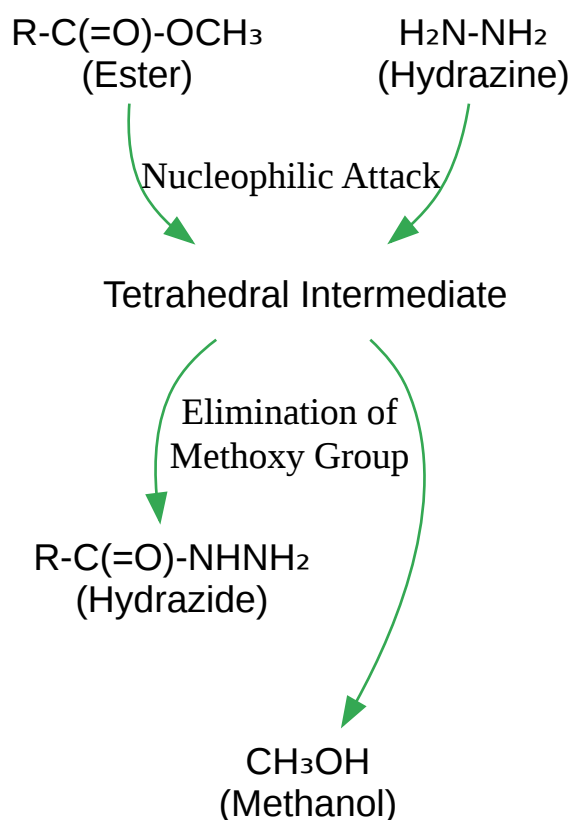 R-C(=O)-OCH₃
(Ester)
H₂N-NH₂
(Hydrazine)
Nucleophilic Attack
Tetrahedral Intermediate
Elimination of
Methoxy Group
R-C(=O)-NHNH₂
(Hydrazide)
CH₃OH
(Methanol)